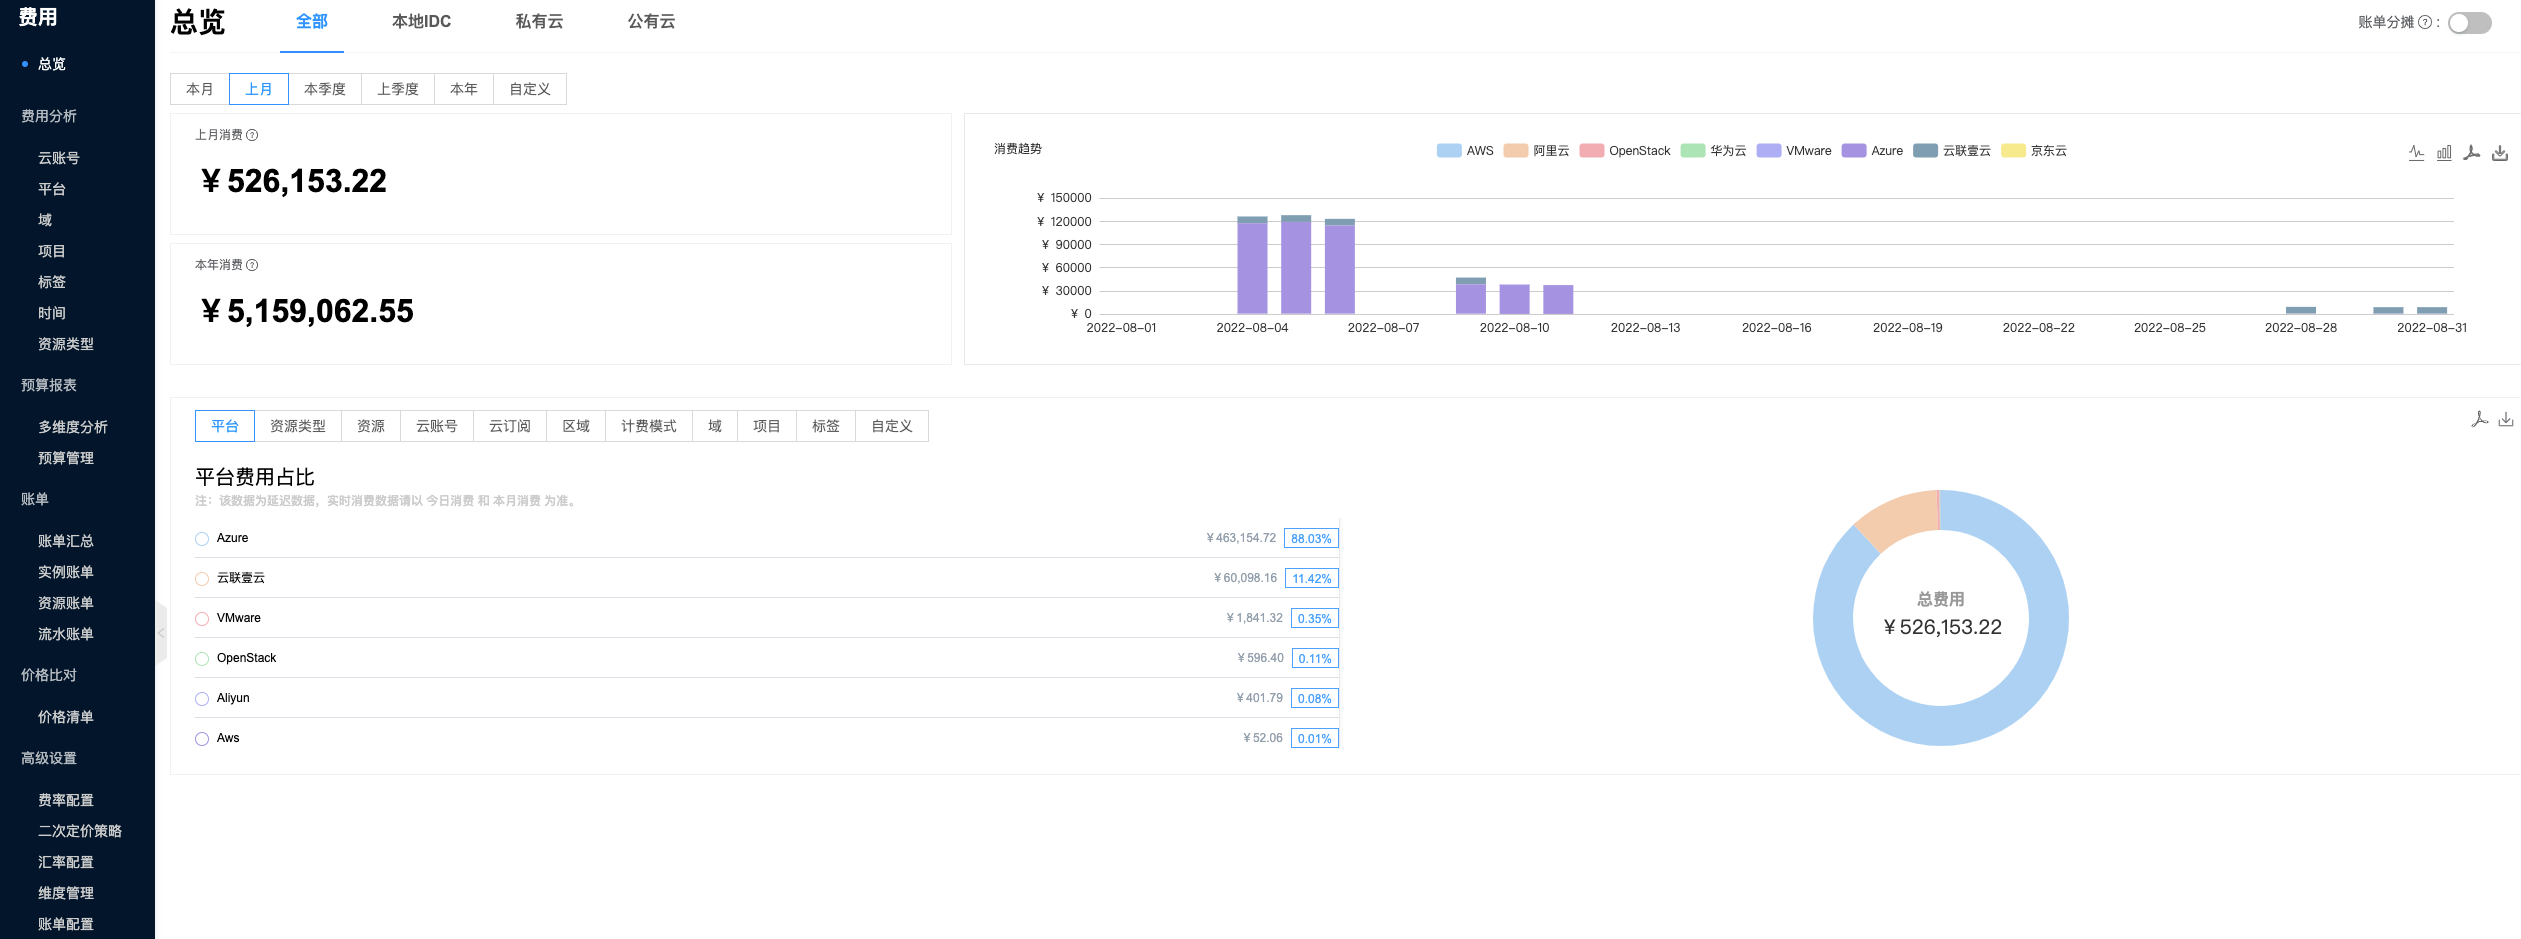 费用
总览
费用分析
云账号
平台
域
项目
标签
时间
资源类型
预算报表
多维度分析
预算管理
账单
账单汇总
实例账单
资源账单
流水账单
价格比对
价格清单
高级设置
费率配置
二次定价策略
汇率配置
维度管理
账单配置
总览 全部 本地IDC 私有云 公有云 账单分摊 :
本月 上月 本季度 上季度 本年 自定义
上月消费
¥ 526,153.22
本年消费
¥ 5,159,062.55
消费趋势
AWS 阿里云 OpenStack 华为云 VMware Azure 云联壹云 京东云
¥ 150000
¥ 120000
¥ 90000
¥ 60000
¥ 30000
¥ 0
2022-08-01 2022-08-04 2022-08-07 2022-08-10 2022-08-13 2022-08-16 2022-08-19 2022-08-22 2022-08-25 2022-08-28 2022-08-31
平台 资源类型 资源 云账号 云订阅 区域 计费模式 域 项目 标签 自定义
平台费用占比
注：该数据为延迟数据，实时消费数据请以 今日消费 和 本月消费 为准。
Azure ¥ 463,154.72 88.03%
云联壹云 ¥ 60,098.16 11.42%
VMware ¥ 1,841.32 0.35%
OpenStack ¥ 596.40 0.11%
Aliyun ¥ 401.79 0.08%
Aws ¥ 52.06 0.01%
总费用
¥ 526,153.22